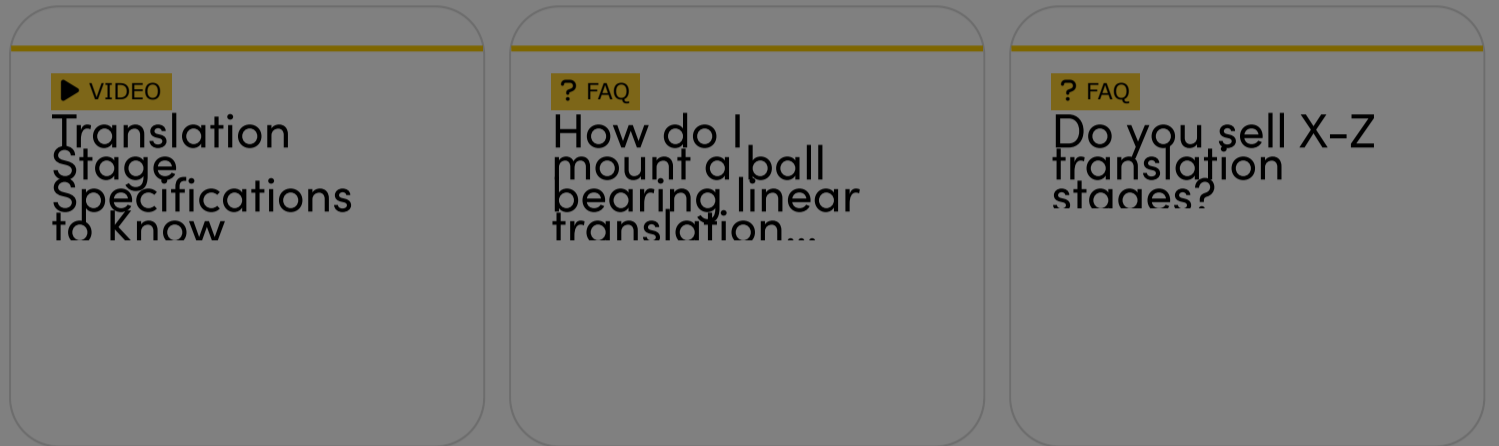 VIDEO
Translation
Stage
Specifications
to Know
? FAQ
How do I
mount a ball
bearing linear
translation...
? FAQ
Do you sell X-Z
translation
stages?